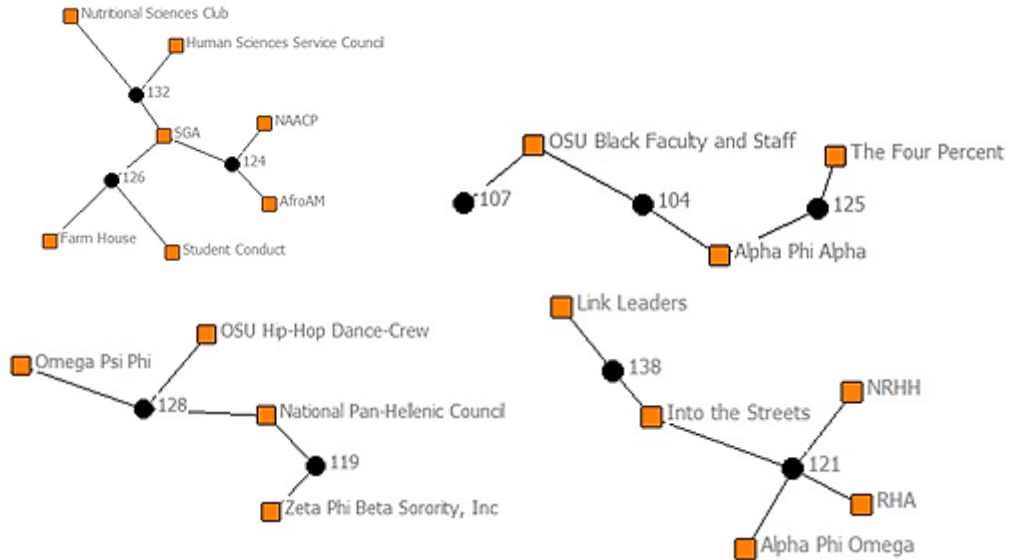 Nutritional Sciences Club
Human Sciences Service Council
132
SGA
NAACP
124
126
AfroAM
Farm House
Student Conduct
OSU Black Faculty and Staff
The Four Percent
107
104
125
Alpha Phi Alpha
OSU Hip-Hop Dance-Crew
Omega Psi Phi
128
National Pan-Hellenic Council
119
Zeta Phi Beta Sorority, Inc
Link Leaders
138
NRHH
Into the Streets
121
RHA
Alpha Phi Omega